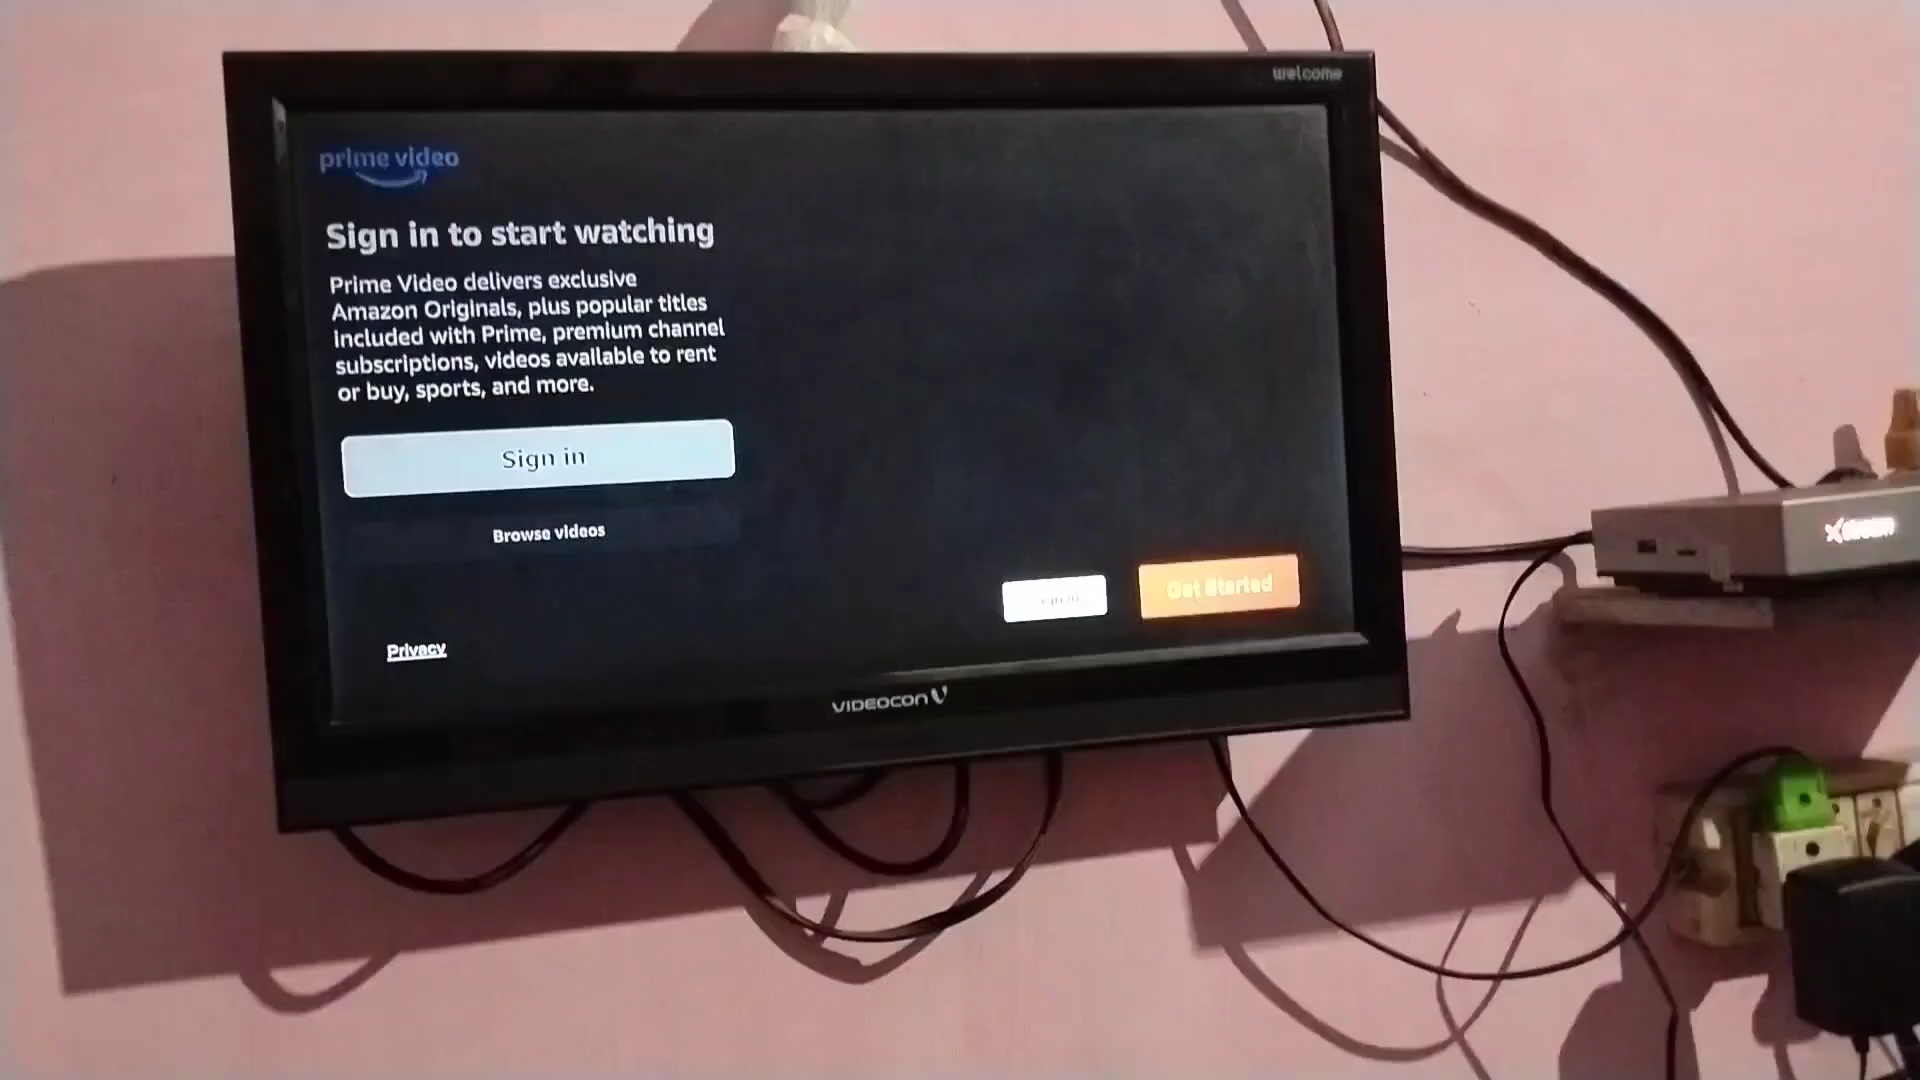 welcome
prime video
Sign in to start watching
Prime Video delivers exclusive
Amazon Originals, plus popular titles
included with Prime, premium channel
subscriptions, videos available to rent
or buy, sports, and more.
Sign in
Browse videos
Get Started
Privacy
VIDEOCON